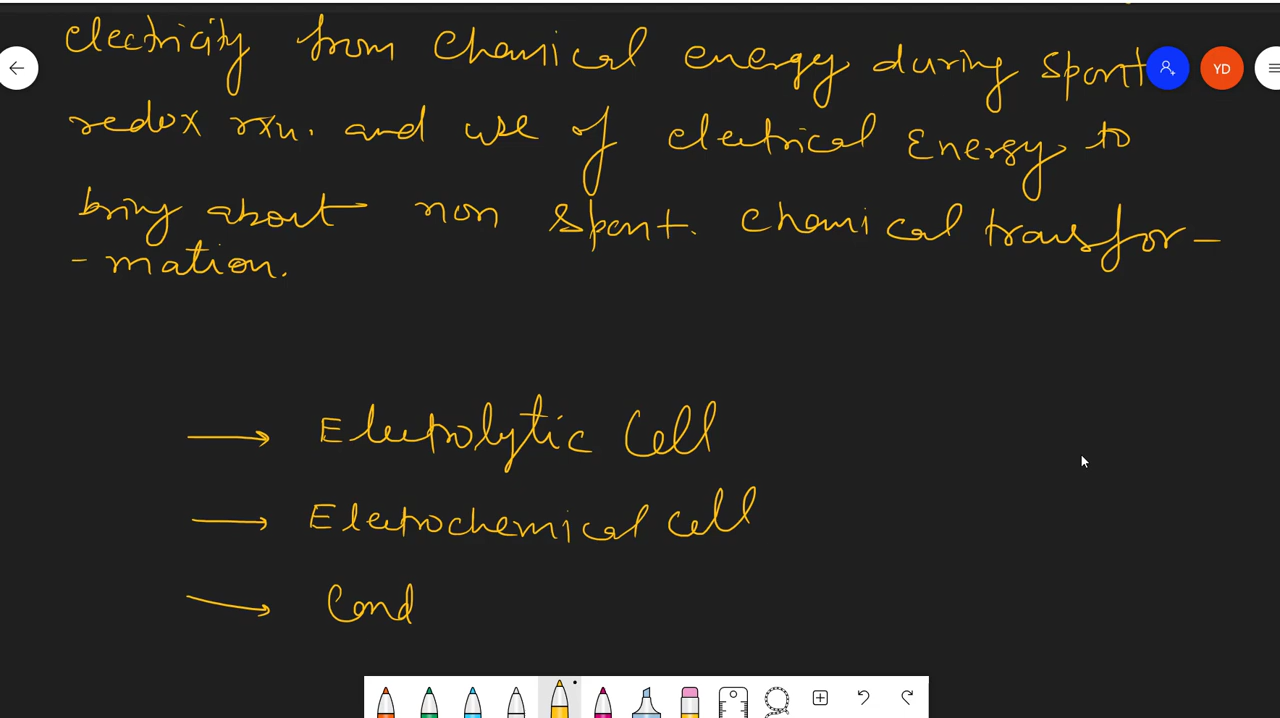 electricity from Chemical energy during spont
redox rxn. and use of electrical Energy to
bring about non spont. chemical transfor-
- mation.
→ Electrolytic Cell
→ Electrochemical cell
→ Cond
YD